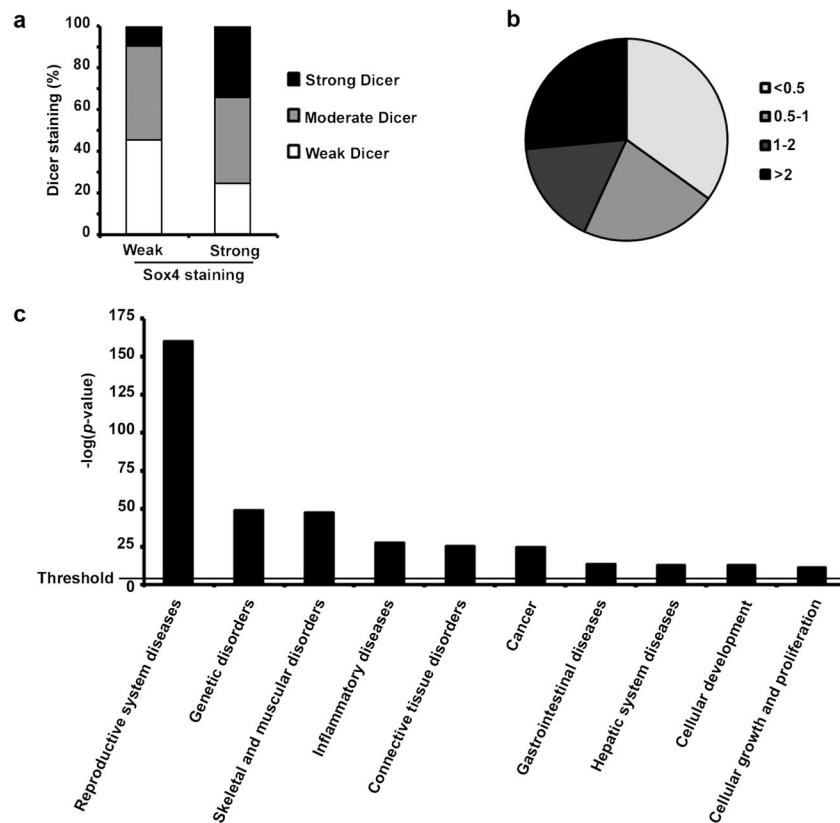 a
100
80
60
40
20
0
Dicer staining (%)
Weak
Strong
Sox4 staining
Strong Dicer
Moderate Dicer
Weak Dicer
b
<0.5
0.5-1
1-2
>2
c
175
150
125
100
75
50
25
0
-log(p-value)
Threshold
Reproductive system diseases
Genetic disorders
Skeletal and muscular disorders
Inflammatory diseases
Connective tissue disorders
Cancer
Gastrointestinal diseases
Hepatic system diseases
Cellular development
Cellular growth and proliferation